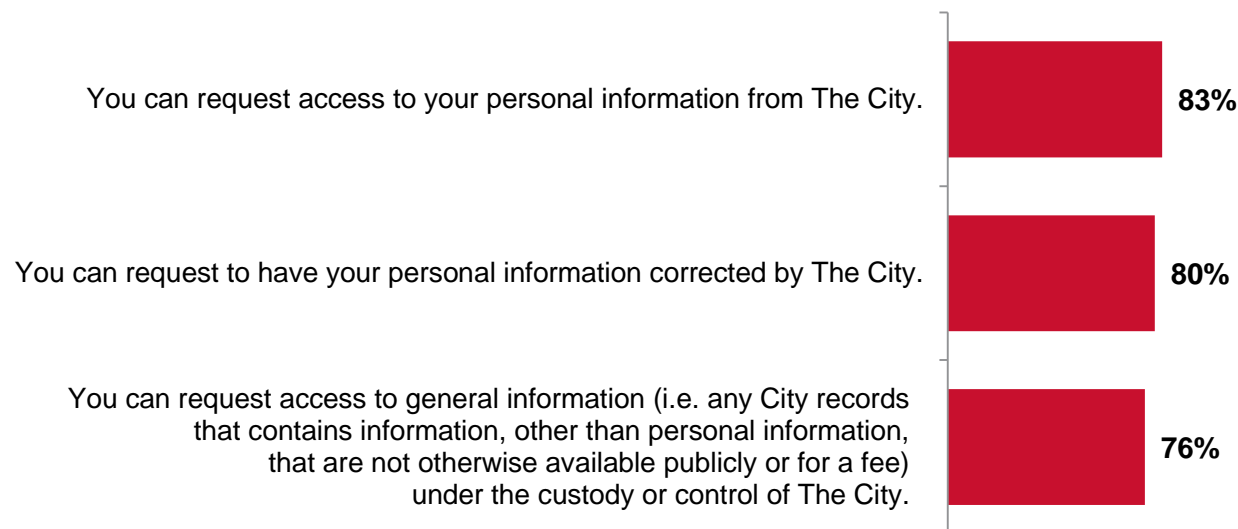 You can request access to your personal information from The City.
83%
You can request to have your personal information corrected by The City.
80%
You can request access to general information (i.e. any City records
that contains information, other than personal information,
that are not otherwise available publicly or for a fee)
under the custody or control of The City.
76%